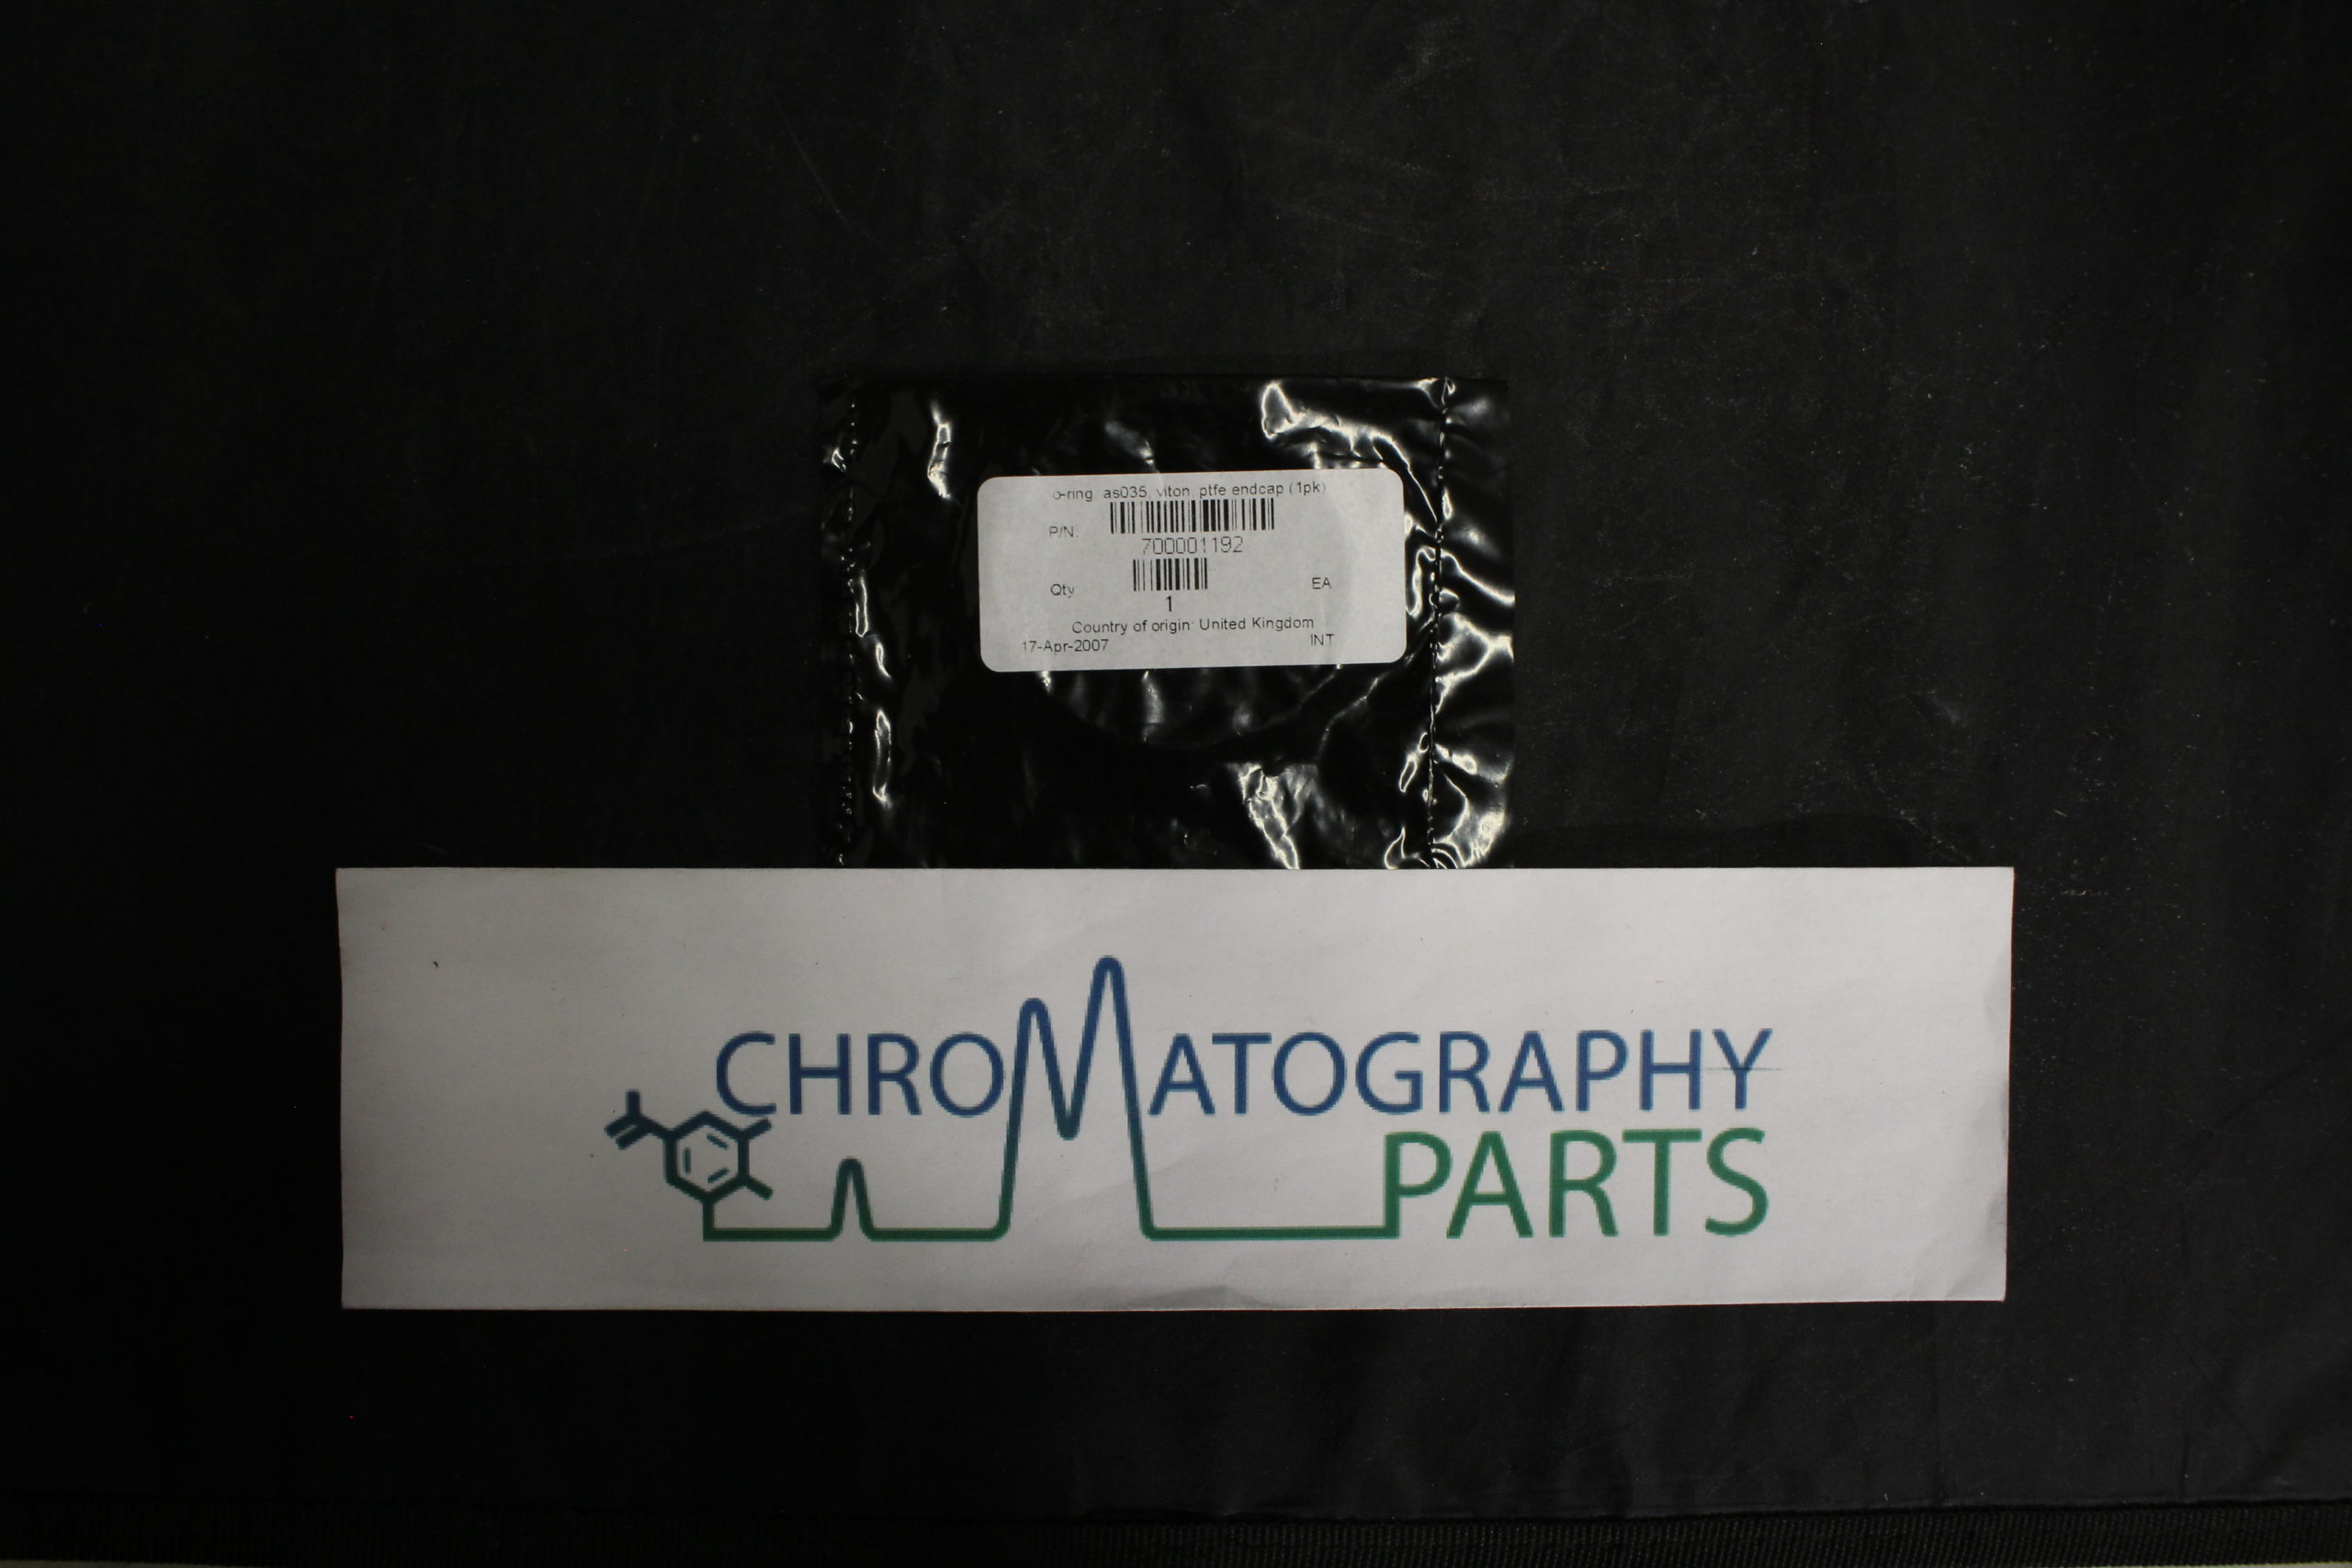 o-ring, as035, viton, ptfe endcap (1pk)
P/N:
700001192
Qty EA
1
Country of origin: United Kingdom
17-Apr-2007 INT
CHROMATOGRAPHY
PARTS